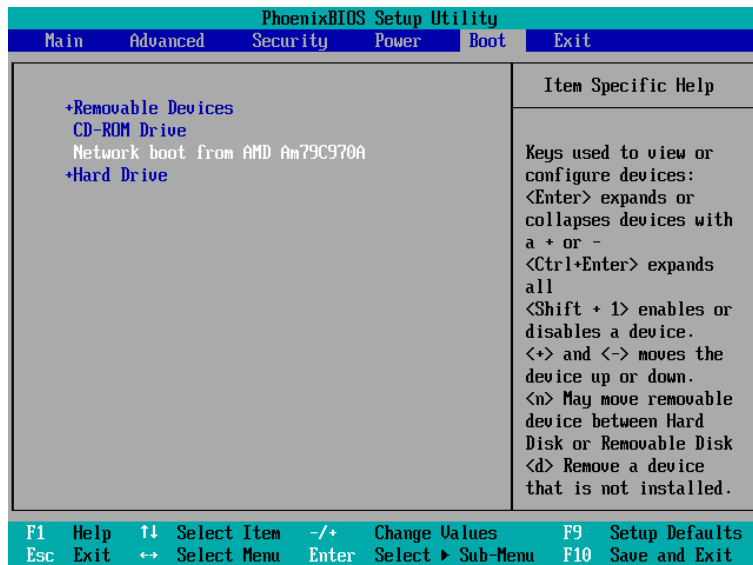 PhoenixBIOS Setup Utility
Main Advanced Security Power Boot Exit
+Removable Devices
CD-ROM Drive
Network boot from AMD Am79C970A
+Hard Drive
Item Specific Help
Keys used to view or
configure devices:
<Enter> expands or
collapses devices with
a + or -
<Ctrl+Enter> expands
all
<Shift + 1> enables or
disables a device.
<+> and <-> moves the
device up or down.
<n> May move removable
device between Hard
Disk or Removable Disk
<d> Remove a device
that is not installed.
F1 Help ↑↓ Select Item -/+ Change Values F9 Setup Defaults
Esc Exit ↔ Select Menu Enter Select ▶ Sub-Menu F10 Save and Exit